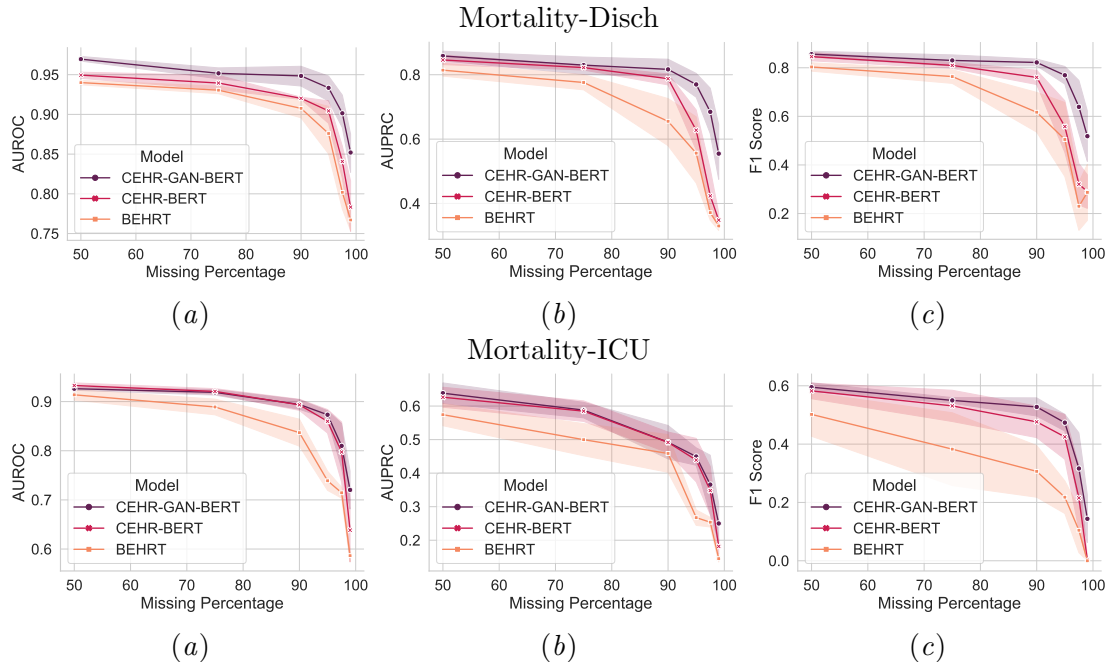 Mortality-Disch
AUROC
0.95
0.90
0.85
0.80
0.75
Model
CEHR-GAN-BERT
CEHR-BERT
BEHRT
50 60 70 80 90 100
Missing Percentage
(a)
AUPRC
0.8
0.6
0.4
Model
CEHR-GAN-BERT
CEHR-BERT
BEHRT
50 60 70 80 90 100
Missing Percentage
(b)
F1 Score
0.8
0.6
0.4
0.2
Model
CEHR-GAN-BERT
CEHR-BERT
BEHRT
50 60 70 80 90 100
Missing Percentage
(c)
Mortality-ICU
AUROC
0.9
0.8
0.7
0.6
Model
CEHR-GAN-BERT
CEHR-BERT
BEHRT
50 60 70 80 90 100
Missing Percentage
(a)
AUPRC
0.6
0.5
0.4
0.3
0.2
Model
CEHR-GAN-BERT
CEHR-BERT
BEHRT
50 60 70 80 90 100
Missing Percentage
(b)
F1 Score
0.6
0.4
0.2
0.0
Model
CEHR-GAN-BERT
CEHR-BERT
BEHRT
50 60 70 80 90 100
Missing Percentage
(c)